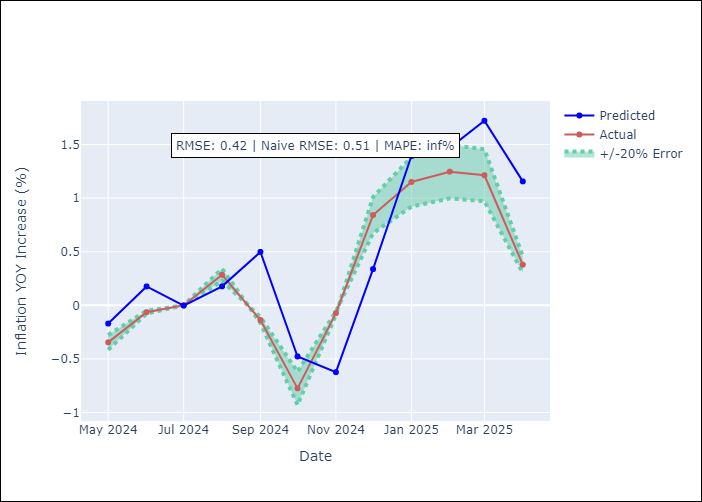 RMSE: 0.42 | Naive RMSE: 0.51 | MAPE: inf%
Predicted
Actual
+/-20% Error
Inflation YOY Increase (%)
1.5
1
0.5
0
−0.5
−1
May 2024
Jul 2024
Sep 2024
Nov 2024
Jan 2025
Mar 2025
Date